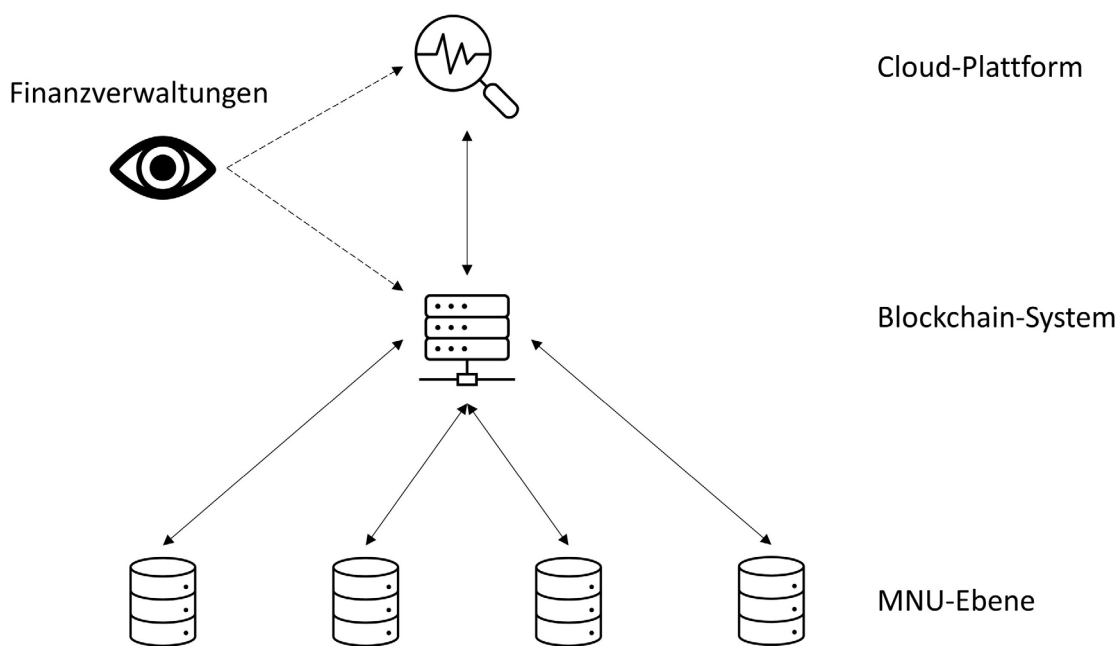 Cloud-Plattform
Finanzverwaltungen
Blockchain-System
MNU-Ebene